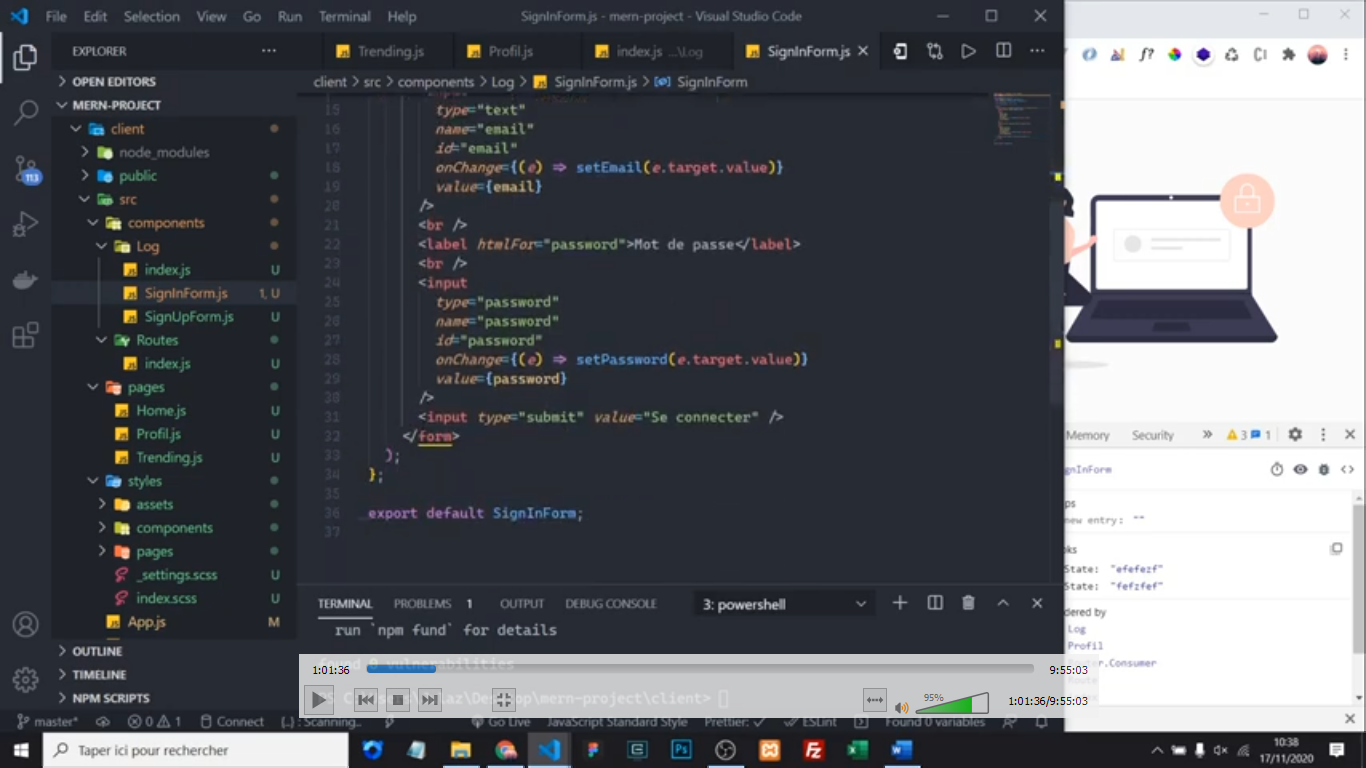 File Edit Selection View Go Run Terminal Help SignInForm.js - mern-project - Visual Studio Code
EXPLORER
Trending.js Profil.js index.js ...\Log SignInForm.js
client > src > components > Log > SignInForm.js > SignInForm
OPEN EDITORS
MERN-PROJECT
client
node_modules
public
src
components
Log
index.js U
SignInForm.js 1, U
SignUpForm.js U
Routes
index.js U
pages
Home.js U
Profil.js U
Trending.js U
styles
assets
components
pages
_settings.scss U
index.scss U
App.js M
OUTLINE
TIMELINE
NPM SCRIPTS
113
15 type="text"
16 name="email"
17 id="email"
18 onChange={(e) => setEmail(e.target.value)}
19 value={email}
20 />
21 <br />
22 <label htmlFor="password">Mot de passe</label>
23 <br />
24 <input
25 type="password"
26 name="password"
27 id="password"
28 onChange={(e) => setPassword(e.target.value)}
29 value={password}
30 />
31 <input type="submit" value="Se connecter" />
32 </form>
33 );
34 };
35
36 export default SignInForm;
37
TERMINAL PROBLEMS 1 OUTPUT DEBUG CONSOLE 3: powershell
run `npm fund` for details
found 0 vulnerabilities
\Desktop\mern-project\client>
1:01:36 9:55:03
95%
1:01:36/9:55:03
master* 0 1 Connect Scanning.. Go Live JavaScript Standard Style Prettier: ESLint Found 0 variables
Memory Security 3 1
gnInForm
ps
new entry: ""
oks
State: "efefezf"
State: "fefzfef"
dered by
Log
Profil
ter.Consumer
Route
Taper ici pour rechercher
10:38
17/11/2020